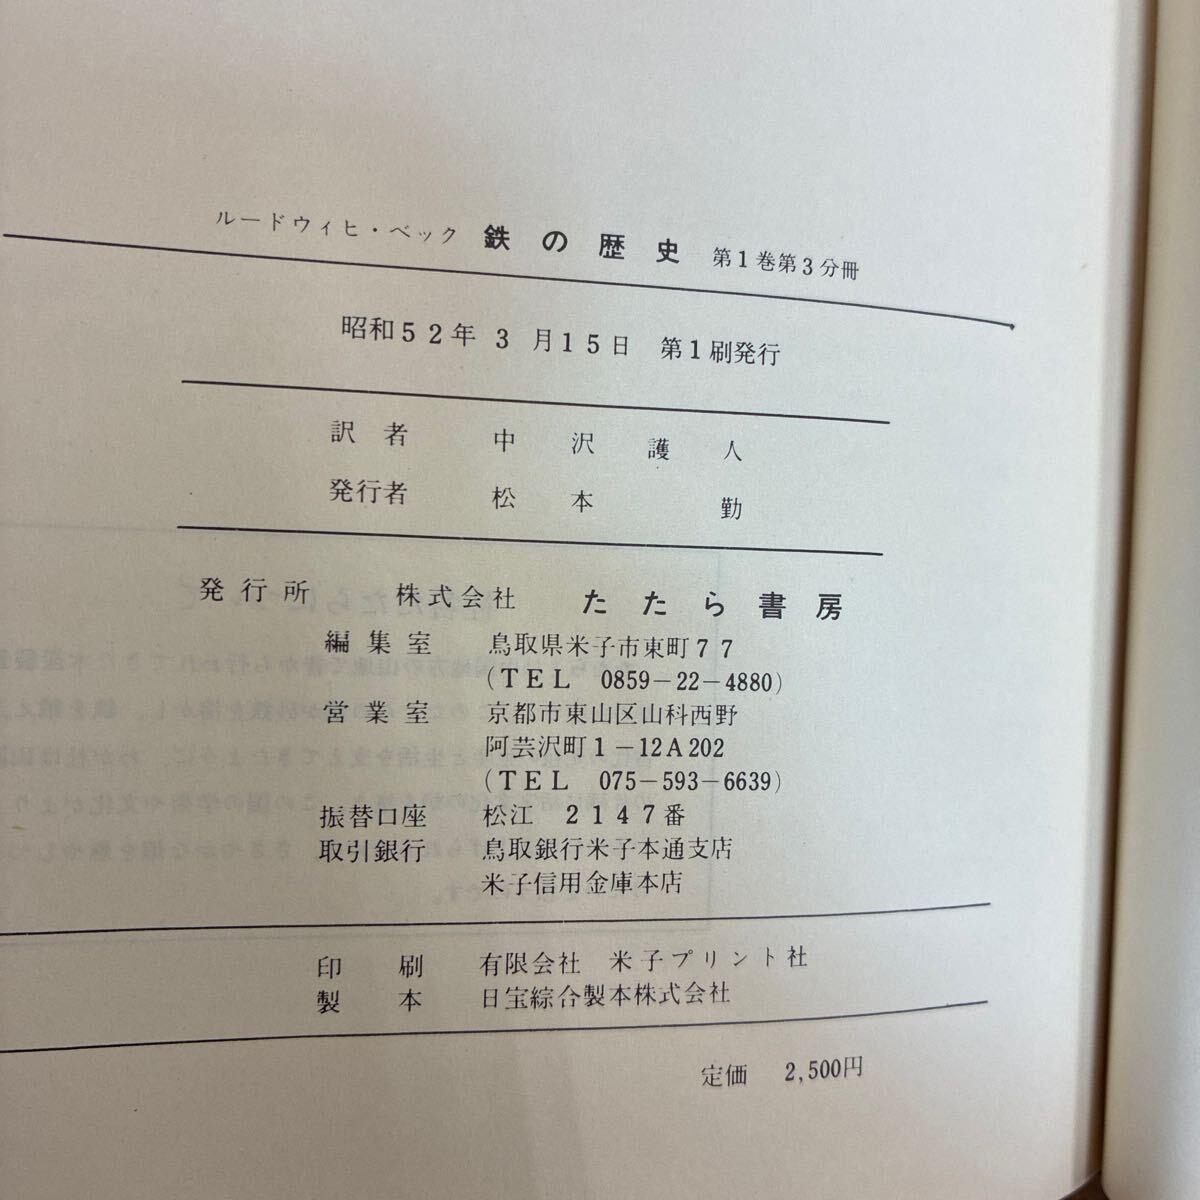 ルードウィヒ・ベック 鉄の歴史 第1巻第3分冊
昭和52年 3 月15日 第1刷発行
訳者 中沢護人
発行者 松本 勤
発行所 株式会社 たたら書房
編集室 鳥取県米子市東町77
(TEL 0859−22−4880)
営業室 京都市東山区山科西野
阿芸沢町1−12A202
(TEL 075−593−6639)
振替口座 松江 2147番
取引銀行 鳥取銀行米子本通支店
米子信用金庫本店
印刷 有限会社 米子プリント社
製本 日宝綜合製本株式会社
定価 2,500円